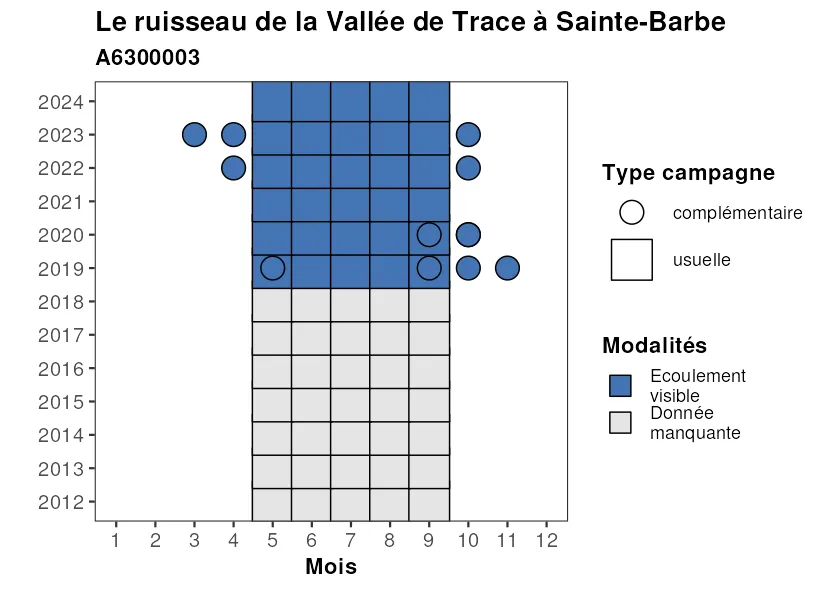 Le ruisseau de la Vallée de Trace à Sainte-Barbe
A6300003
2024
2023
2022
2021
2020
2019
2018
2017
2016
2015
2014
2013
2012
1 2 3 4 5 6 7 8 9 10 11 12
Mois
Type campagne
complémentaire
usuelle
Modalités
Ecoulement
visible
Donnée
manquante